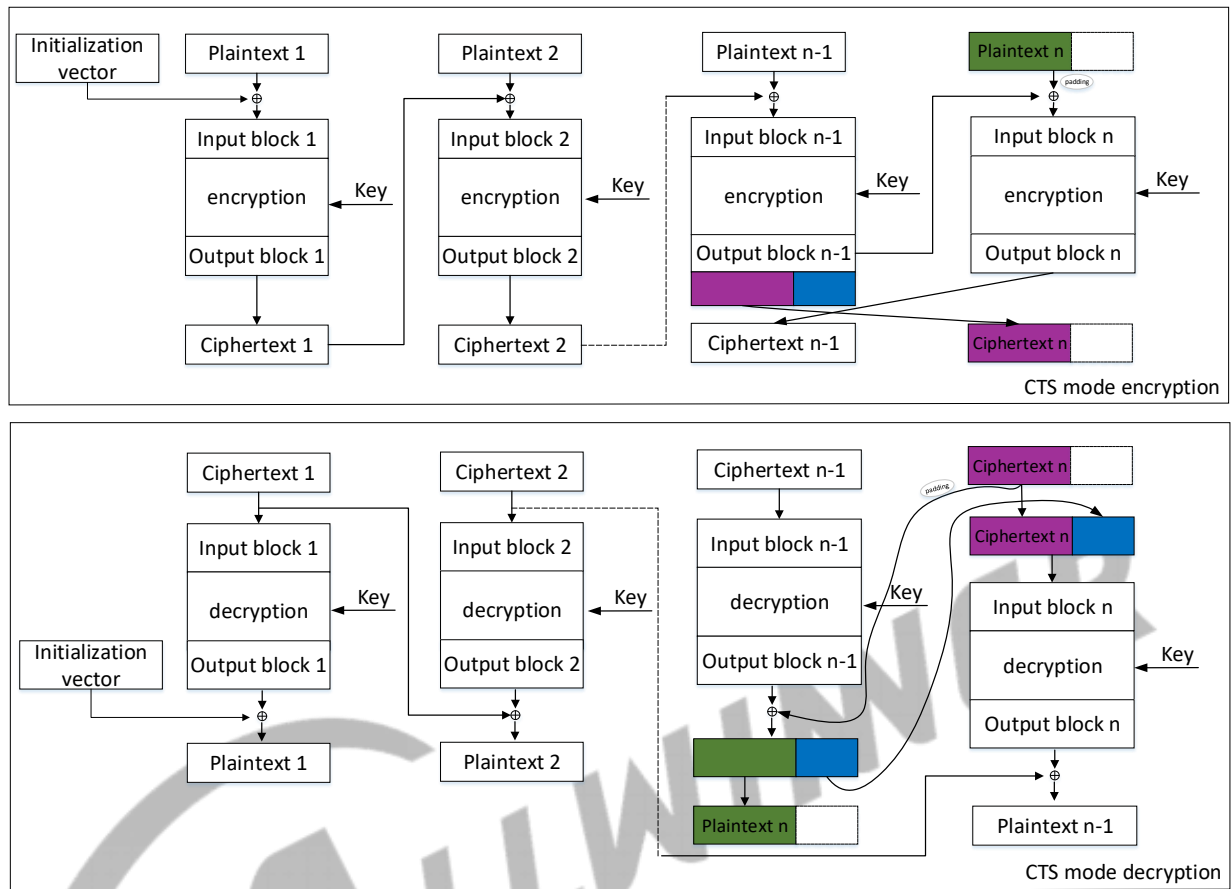 Initialization
vector
Plaintext 1
Plaintext 2
Plaintext n-1
Plaintext n
padding
Input block 1
Input block 2
Input block n-1
Input block n
encryption
Key
encryption
Key
encryption
Key
encryption
Key
Output block 1
Output block 2
Output block n-1
Output block n
Ciphertext 1
Ciphertext 2
Ciphertext n-1
Ciphertext n
CTS mode encryption
Ciphertext 1
Ciphertext 2
Ciphertext n-1
Ciphertext n
padding
Ciphertext n
Input block 1
Input block 2
Input block n-1
Input block n
decryption
Key
decryption
Key
decryption
Key
decryption
Key
Initialization
vector
Output block 1
Output block 2
Output block n-1
Output block n
Plaintext 1
Plaintext 2
Plaintext n
Plaintext n-1
CTS mode decryption
ALLWINNER